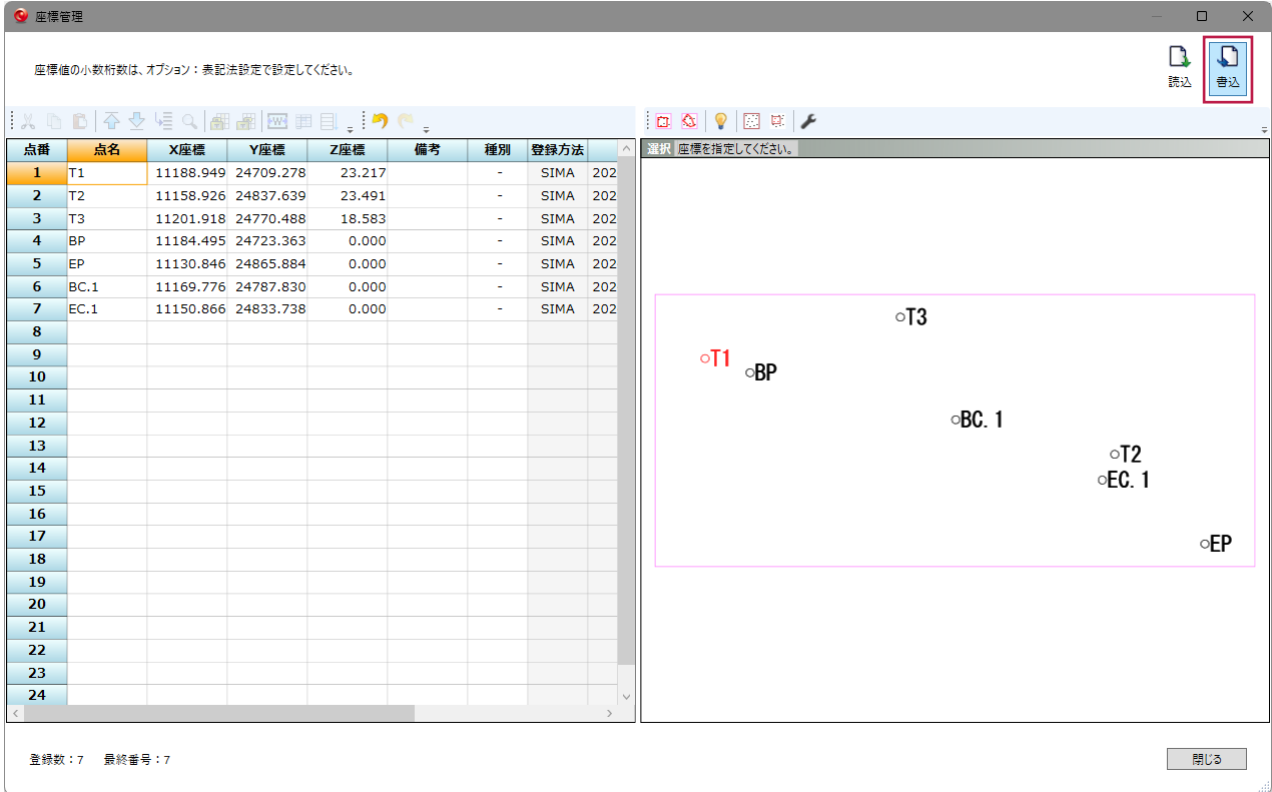 座標管理
座標値の小数桁数は、オプション：表記法設定で設定してください。
読込 書込
点番 点名 X座標 Y座標 Z座標 備考 種別 登録方法
1 T1 11188.949 24709.278 23.217 - SIMA 202
2 T2 11158.926 24837.639 23.491 - SIMA 202
3 T3 11201.918 24770.488 18.583 - SIMA 202
4 BP 11184.495 24723.363 0.000 - SIMA 202
5 EP 11130.846 24865.884 0.000 - SIMA 202
6 BC.1 11169.776 24787.830 0.000 - SIMA 202
7 EC.1 11150.866 24833.738 0.000 - SIMA 202
8
9
10
11
12
13
14
15
16
17
18
19
20
21
22
23
24
選択 座標を指定してください。
T3
T1
BP
BC. 1
T2
EC. 1
EP
登録数：7 最終番号：7
閉じる